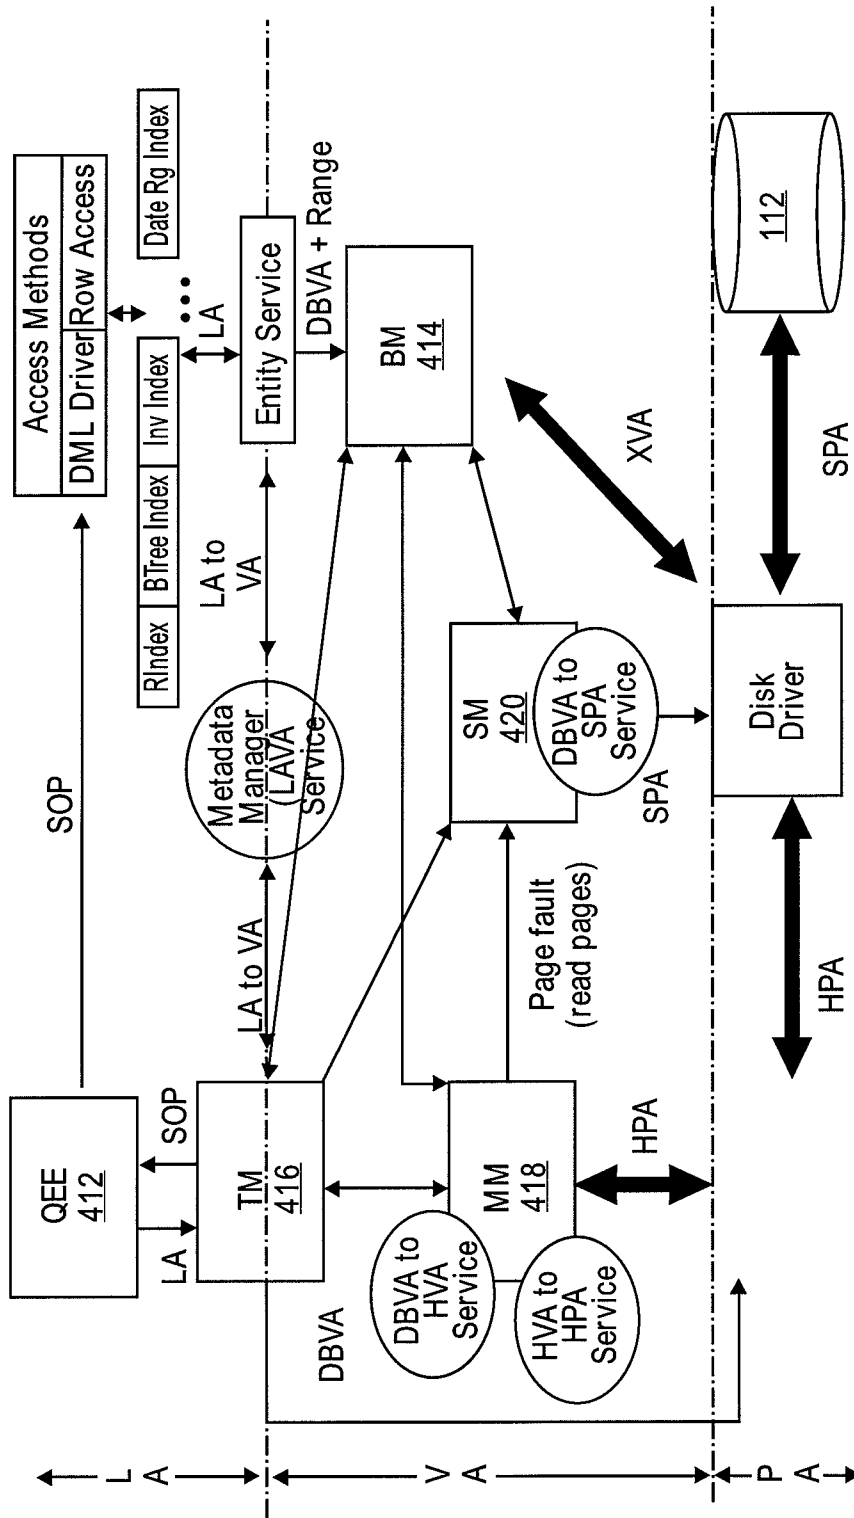 Access Methods
DML Driver
Row Access
RIndex
BTree Index
Inv Index
•••
Date Rg Index
QEE
412
SOP
LA
SOP
TM
416
LA to VA
Metadata
Manager
(LAVA
Service
LA to
VA
LA
Entity Service
DBVA + Range
BM
414
DBVA
DBVA to
HVA
Service
HVA to
HPA
Service
MM
418
Page fault
(read pages)
SM
420
DBVA to
SPA
Service
SPA
XVA
HPA
HPA
Disk
Driver
SPA
112
L A
V A
P A